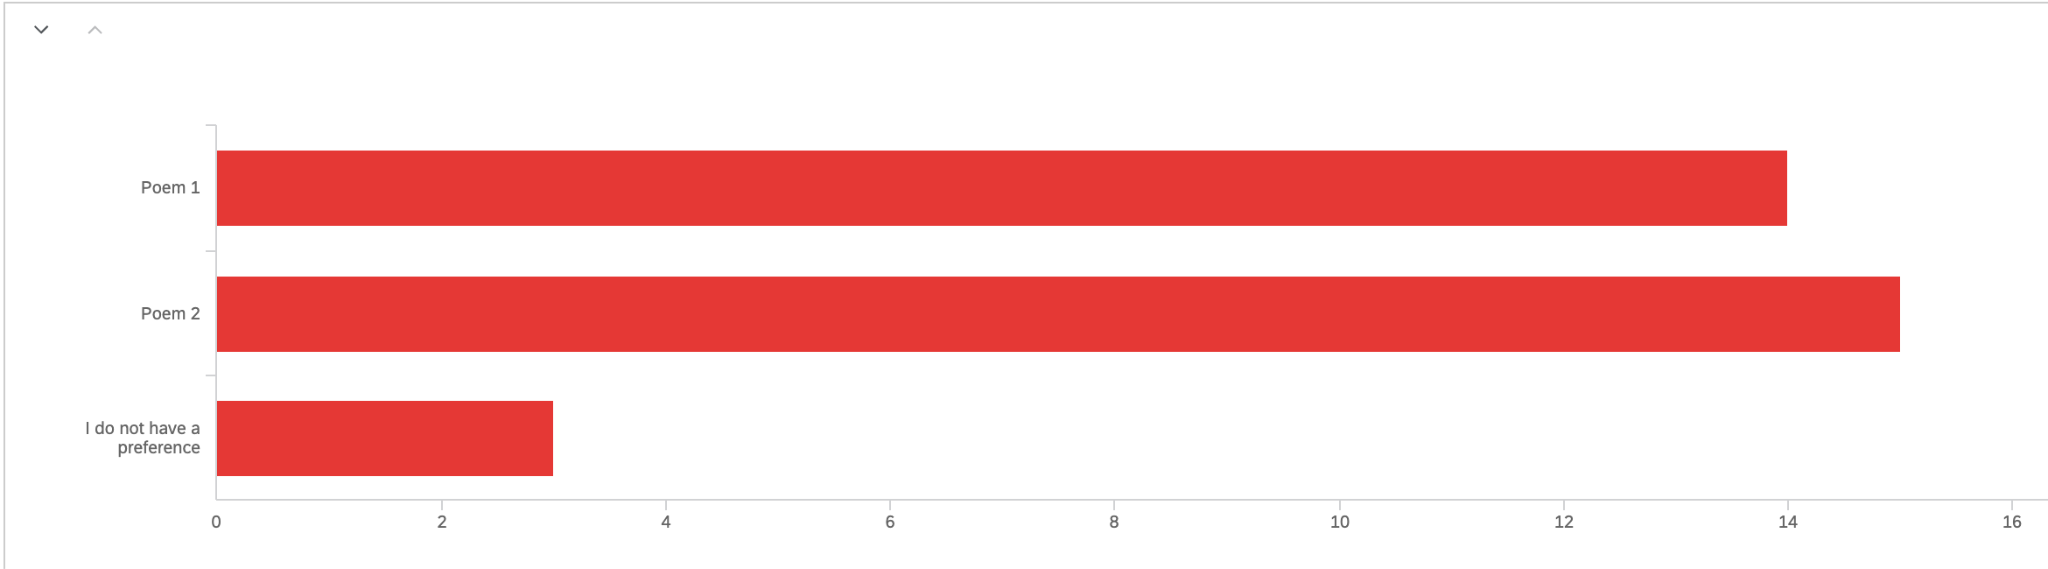 Poem 1
Poem 2
I do not have a
preference
0 2 4 6 8 10 12 14 16